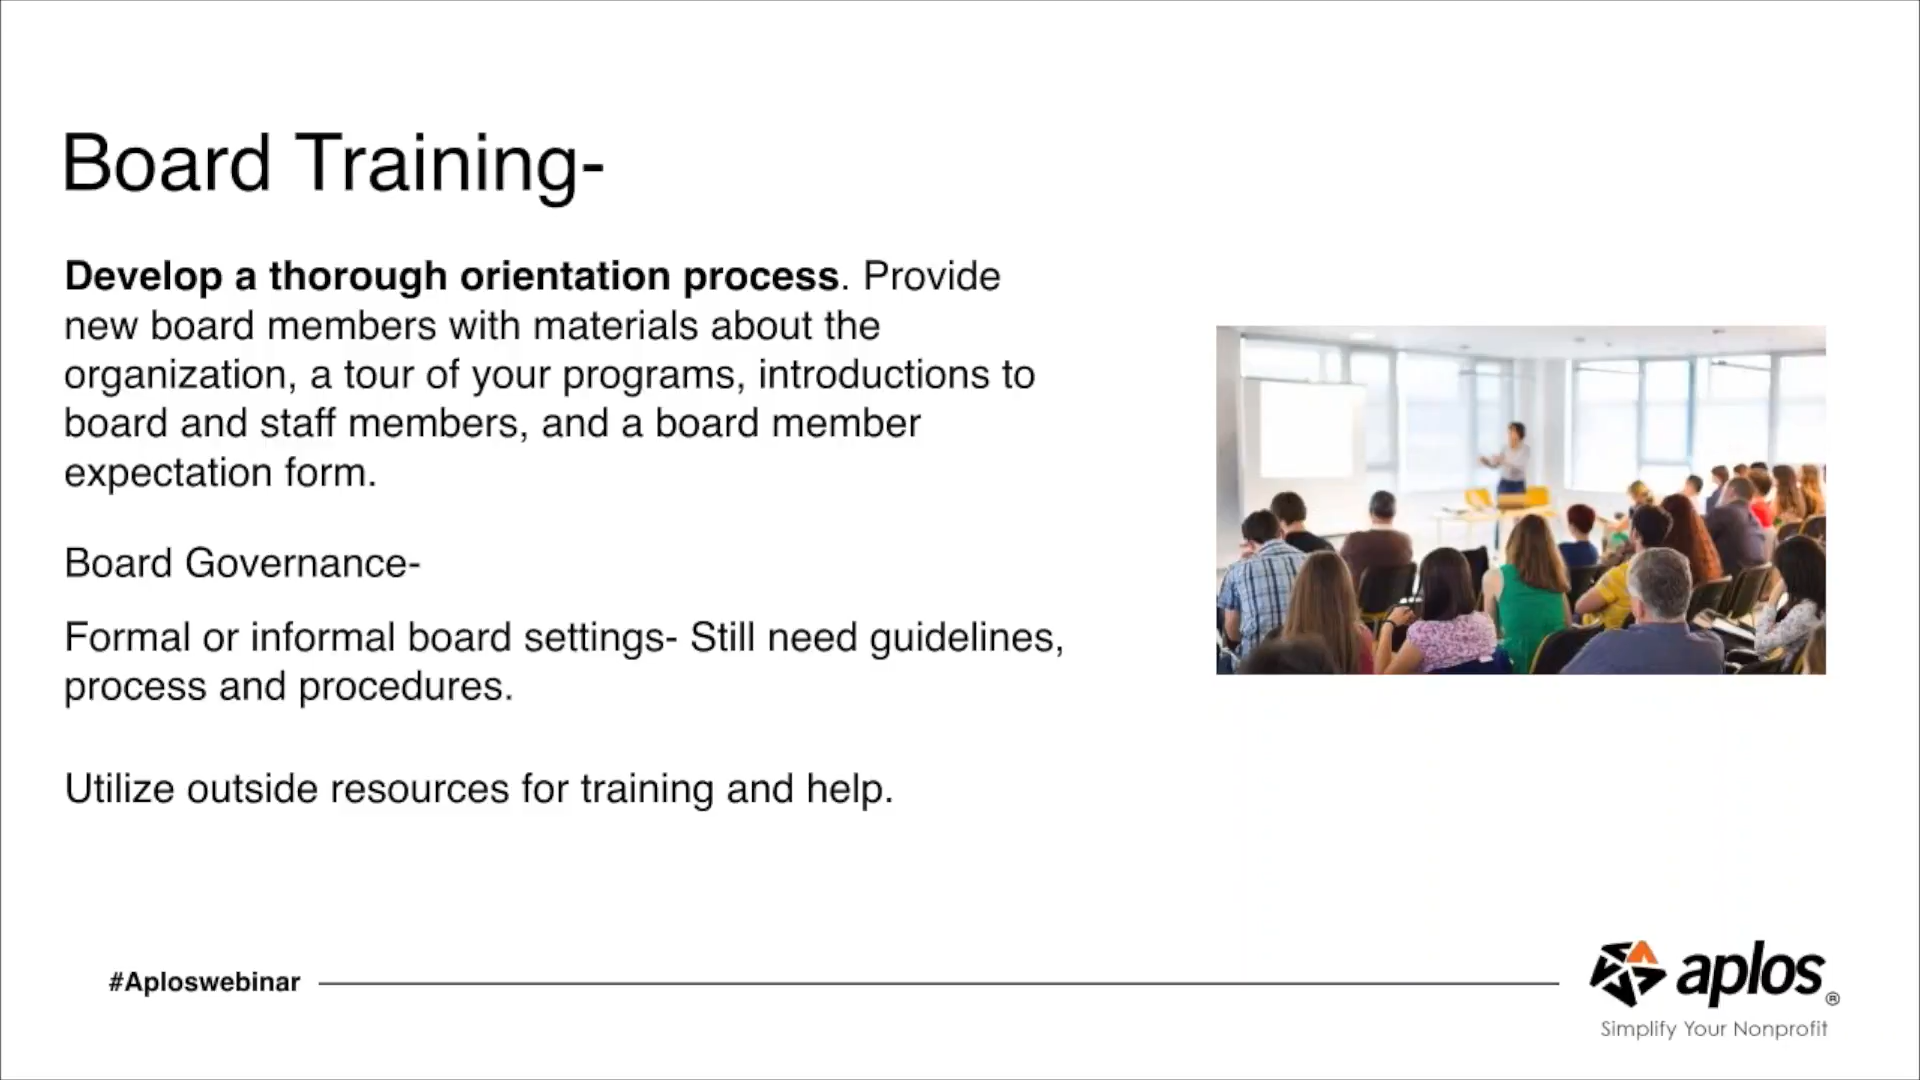 Board Training-
Develop a thorough orientation process. Provide
new board members with materials about the
organization, a tour of your programs, introductions to
board and staff members, and a board member
expectation form.
Board Governance-
Formal or informal board settings- Still need guidelines,
process and procedures.
Utilize outside resources for training and help.
#Aploswebinar
aplos®
Simplify Your Nonprofit